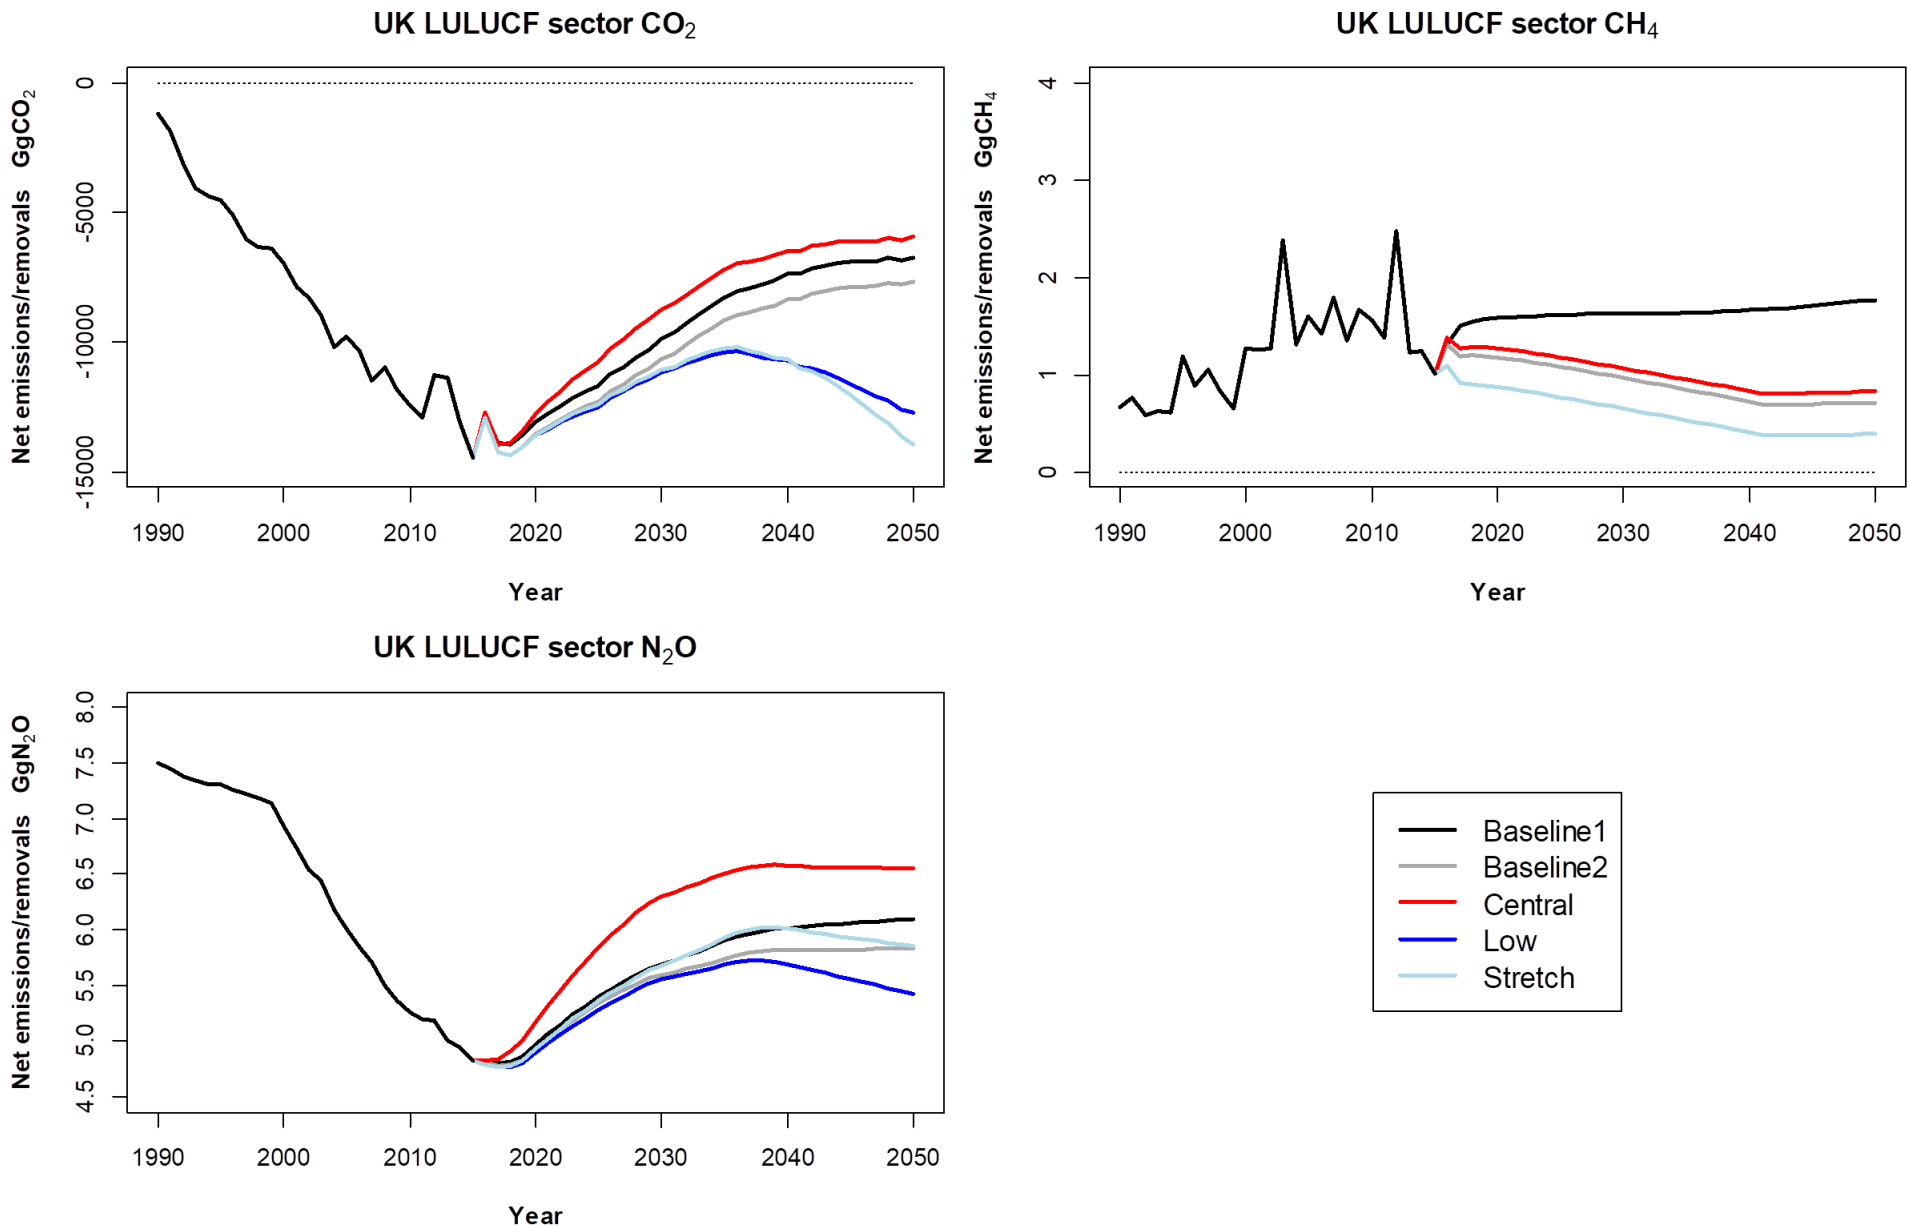 UK LULUCF sector CO₂
Net emissions/removals GgCO₂
0
-5000
-10000
-15000
1990 2000 2010 2020 2030 2040 2050
Year
UK LULUCF sector CH₄
Net emissions/removals GgCH₄
4
3
2
1
0
1990 2000 2010 2020 2030 2040 2050
Year
UK LULUCF sector N₂O
Net emissions/removals GgN₂O
8.0
7.5
7.0
6.5
6.0
5.5
5.0
4.5
1990 2000 2010 2020 2030 2040 2050
Year
Baseline1
Baseline2
Central
Low
Stretch